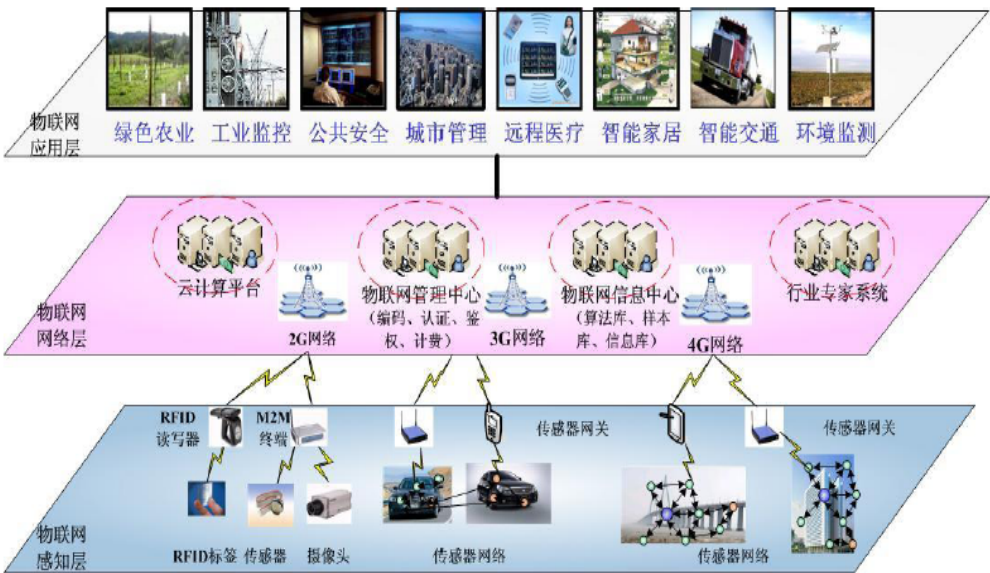 绿色农业 工业监控 公共安全 城市管理 远程医疗 智能家居 智能交通 环境监测
物联网
应用层
云计算平台
物联网管理中心
（编码、认证、鉴
权、计费）
物联网信息中心
（算法库、样本
库、信息库）
行业专家系统
2G网络
3G网络
4G网络
物联网
网络层
RFID
读写器
M2M
终端
传感器网关
传感器网关
RFID标签 传感器 摄像头 传感器网络 传感器网络
物联网
感知层